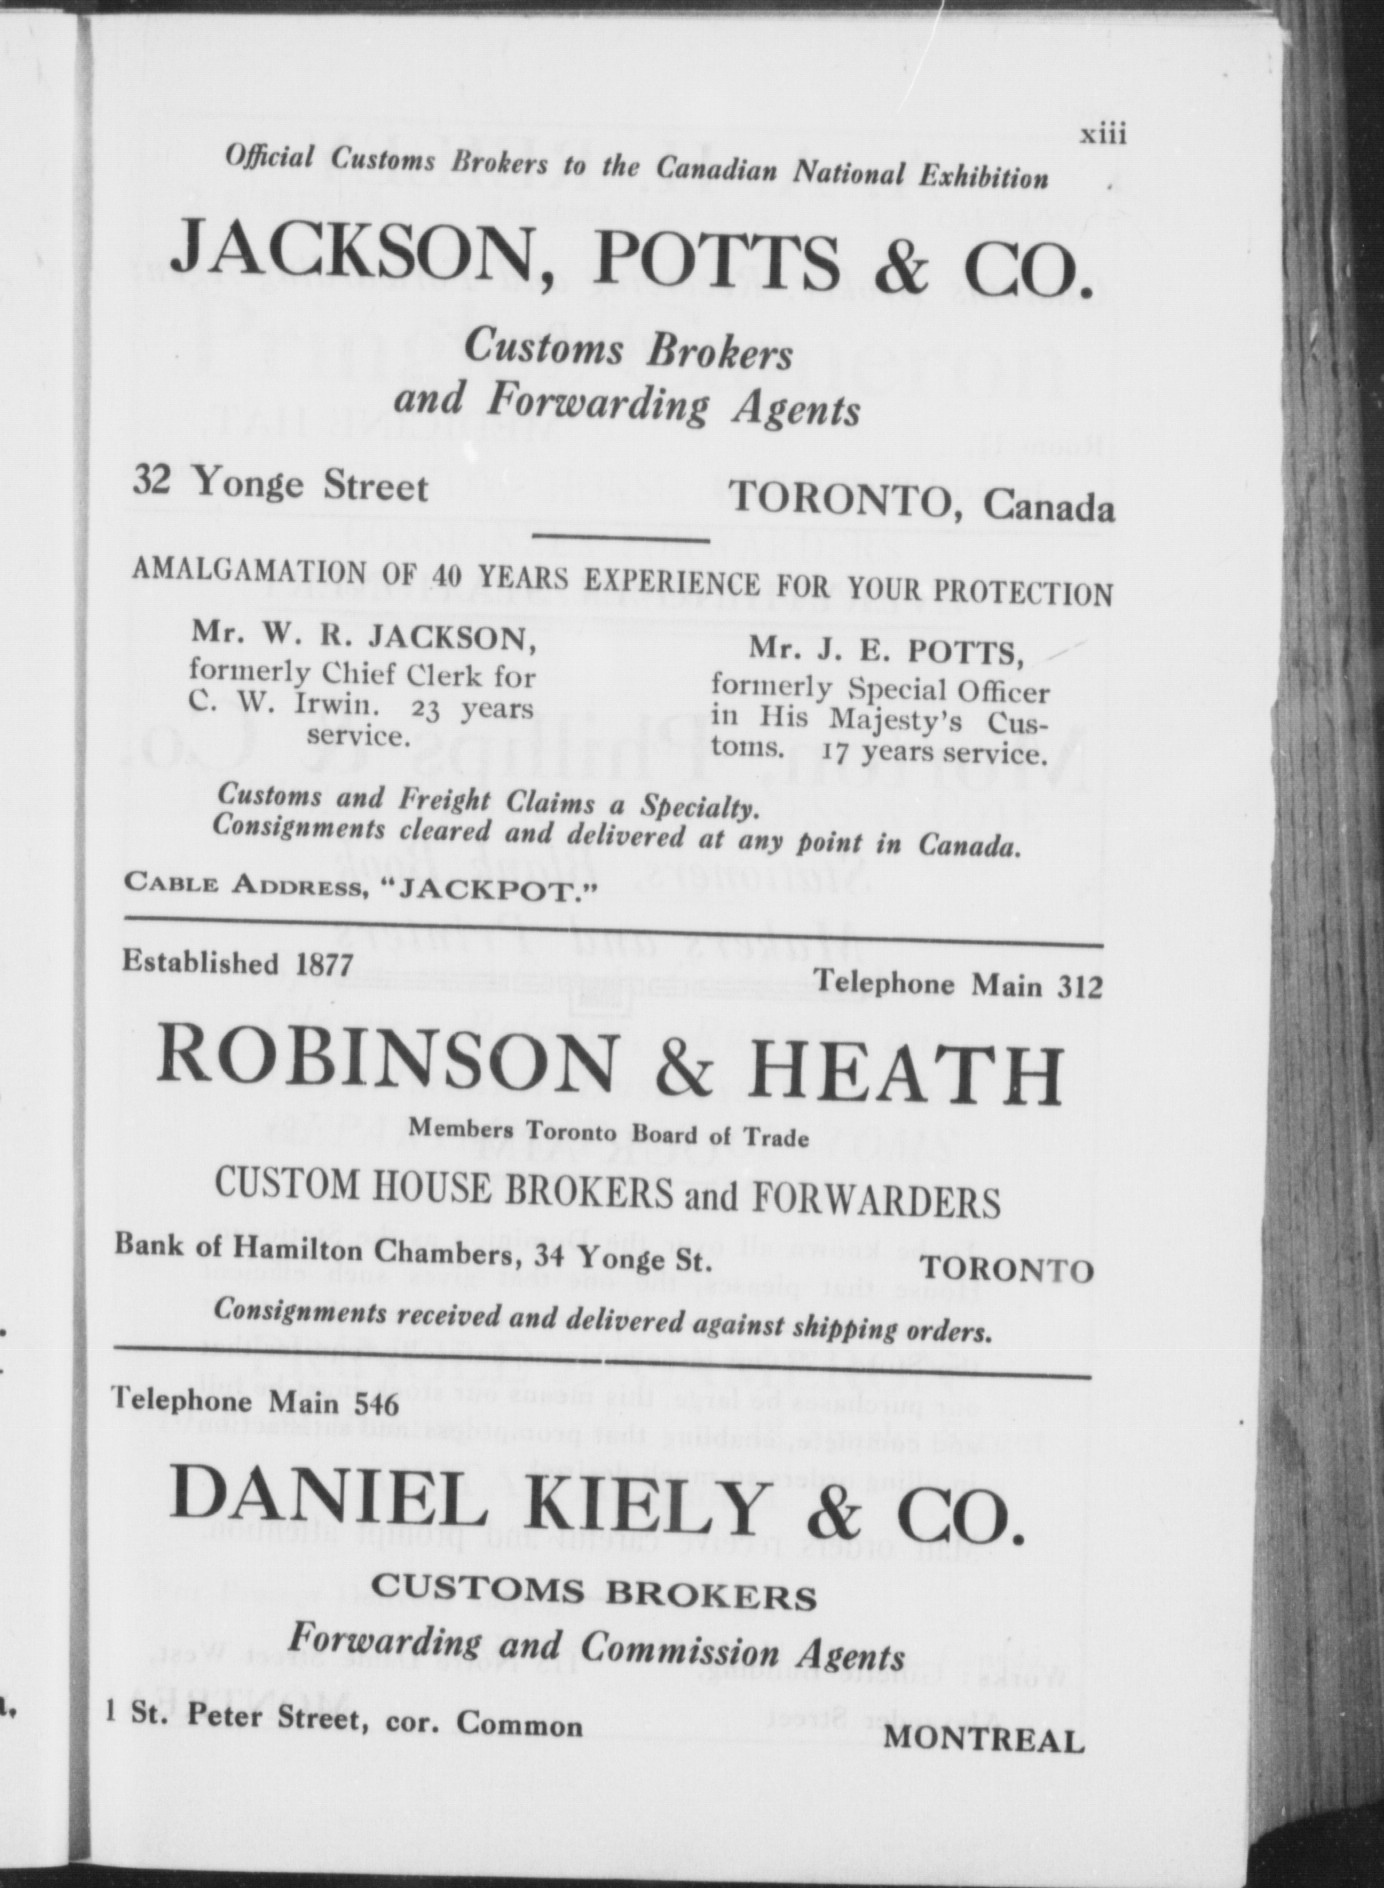 xiii
Official Customs Brokers to the Canadian National Exhibition
JACKSON, POTTS & CO.
Customs Brokers
and Forwarding Agents
32 Yonge Street TORONTO, Canada
AMALGAMATION OF 40 YEARS EXPERIENCE FOR YOUR PROTECTION
Mr. W. R. JACKSON,
formerly Chief Clerk for
C. W. Irwin. 23 years
service.
Mr. J. E. POTTS,
formerly Special Officer
in His Majesty's Cus-
toms. 17 years service.
Customs and Freight Claims a Specialty.
Consignments cleared and delivered at any point in Canada.
CABLE ADDRESS, "JACKPOT."
Established 1877 Telephone Main 312
ROBINSON & HEATH
Members Toronto Board of Trade
CUSTOM HOUSE BROKERS and FORWARDERS
Bank of Hamilton Chambers, 34 Yonge St. TORONTO
Consignments received and delivered against shipping orders.
Telephone Main 546
DANIEL KIELY & CO.
CUSTOMS BROKERS
Forwarding and Commission Agents
1 St. Peter Street, cor. Common MONTREAL